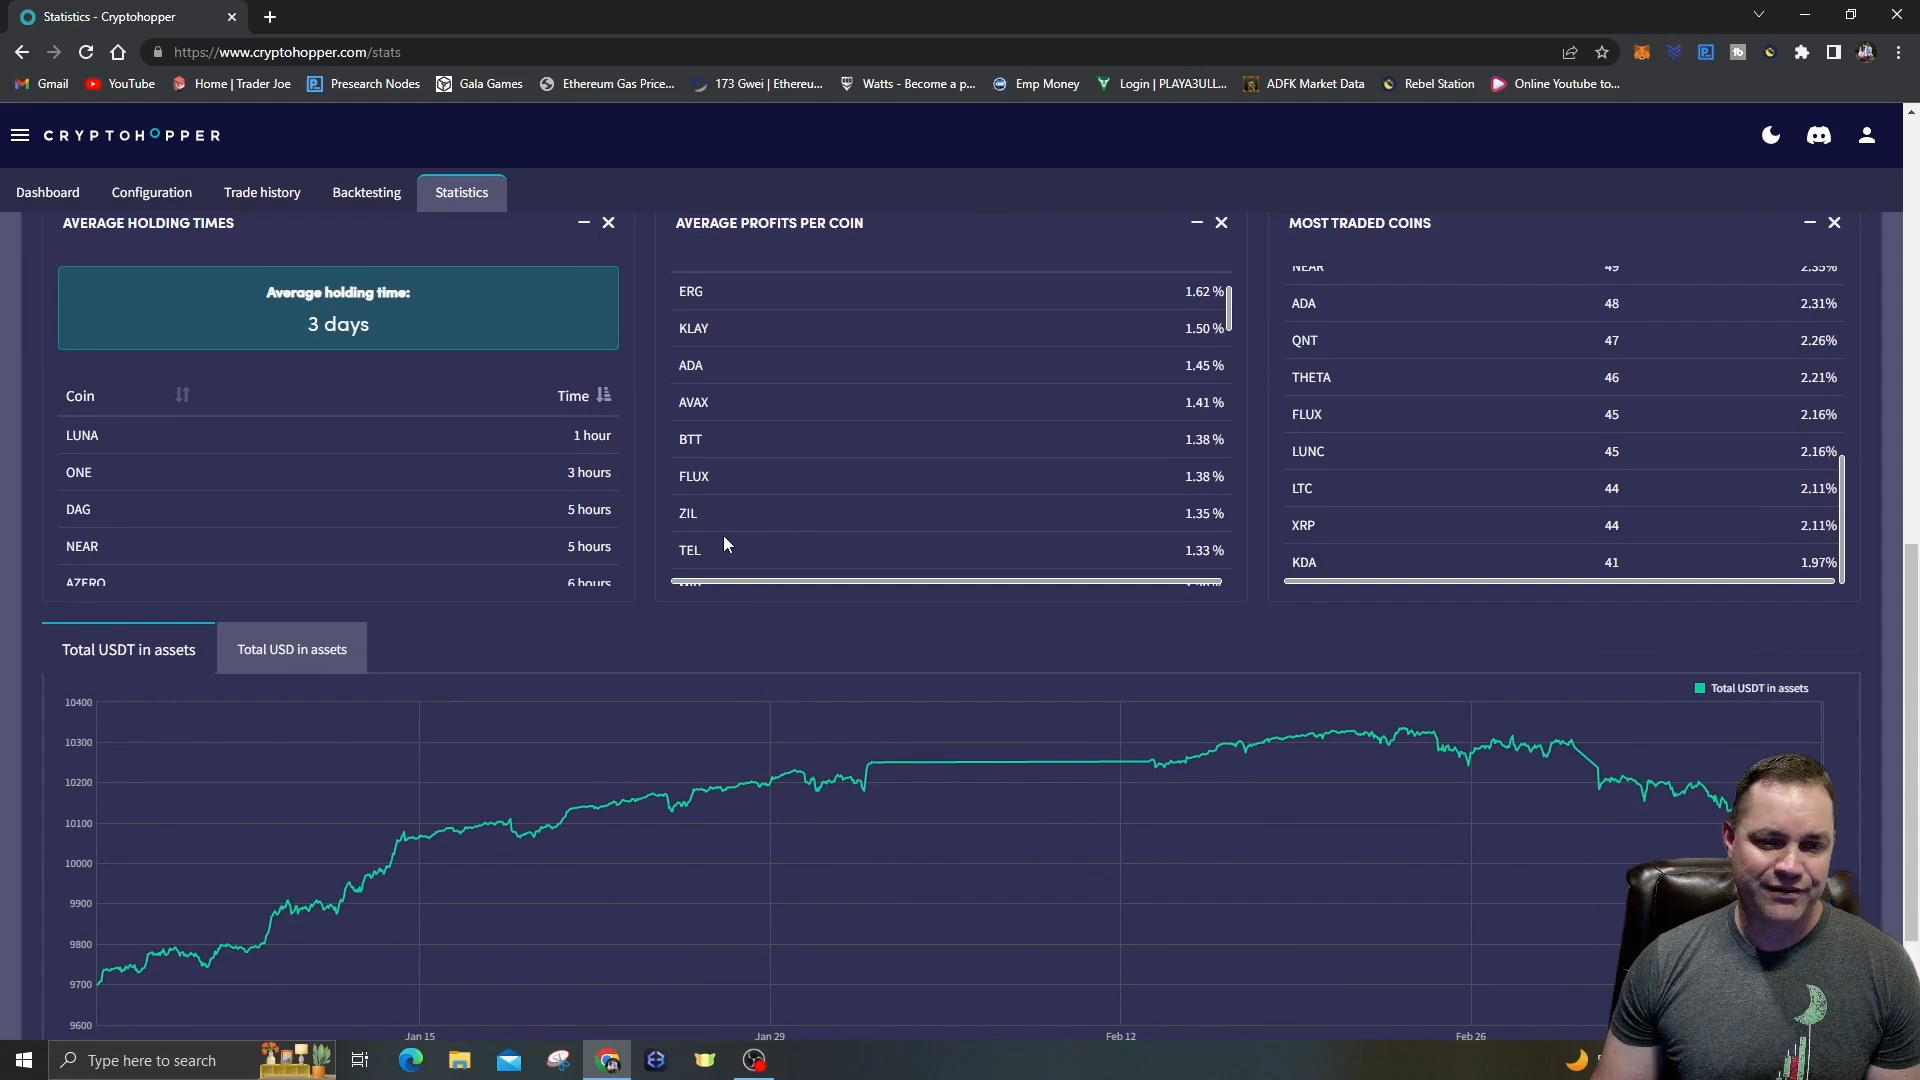 Statistics - Cryptohopper
https://www.cryptohopper.com/stats
Gmail YouTube Home | Trader Joe Presearch Nodes Gala Games Ethereum Gas Price... 173 Gwei | Ethereu... Watts - Become a p... Emp Money Login | PLAYA3ULL... ADFK Market Data Rebel Station Online Youtube to...
CRYPTOHOPPER
Dashboard Configuration Trade history Backtesting Statistics
AVERAGE HOLDING TIMES
Average holding time:
3 days
Coin Time
LUNA 1 hour
ONE 3 hours
DAG 5 hours
NEAR 5 hours
AZERO 6 hours
AVERAGE PROFITS PER COIN
ERG 1.62 %
KLAY 1.50 %
ADA 1.45 %
AVAX 1.41 %
BTT 1.38 %
FLUX 1.38 %
ZIL 1.35 %
TEL 1.33 %
MOST TRADED COINS
NEAR 49 2.35%
ADA 48 2.31%
QNT 47 2.26%
THETA 46 2.21%
FLUX 45 2.16%
LUNC 45 2.16%
LTC 44 2.11%
XRP 44 2.11%
KDA 41 1.97%
Total USDT in assets Total USD in assets
Total USDT in assets
10400
10300
10200
10100
10000
9900
9800
9700
9600
Jan 15 Jan 29 Feb 12 Feb 26
Type here to search